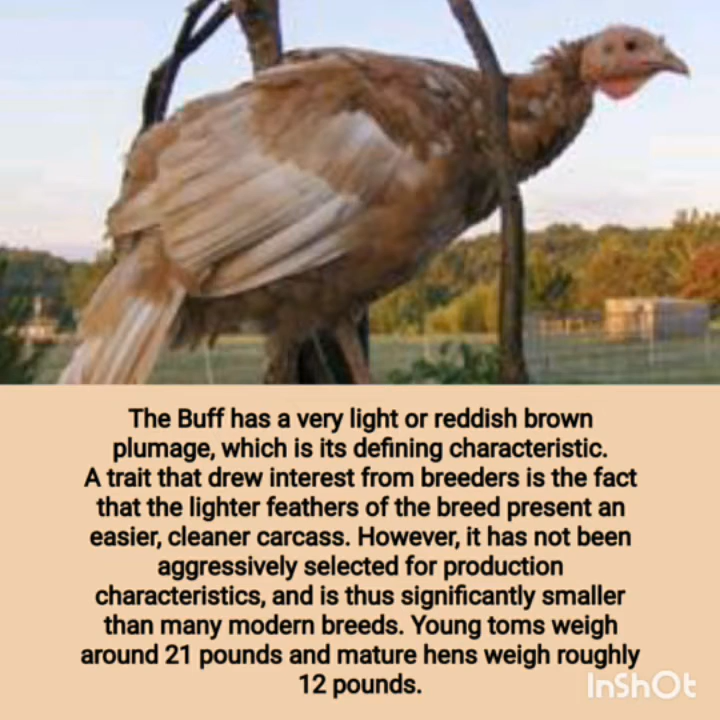 The Buff has a very light or reddish brown
plumage, which is its defining characteristic.
A trait that drew interest from breeders is the fact
that the lighter feathers of the breed present an
easier, cleaner carcass. However, it has not been
aggressively selected for production
characteristics, and is thus significantly smaller
than many modern breeds. Young toms weigh
around 21 pounds and mature hens weigh roughly
12 pounds.
InShOt